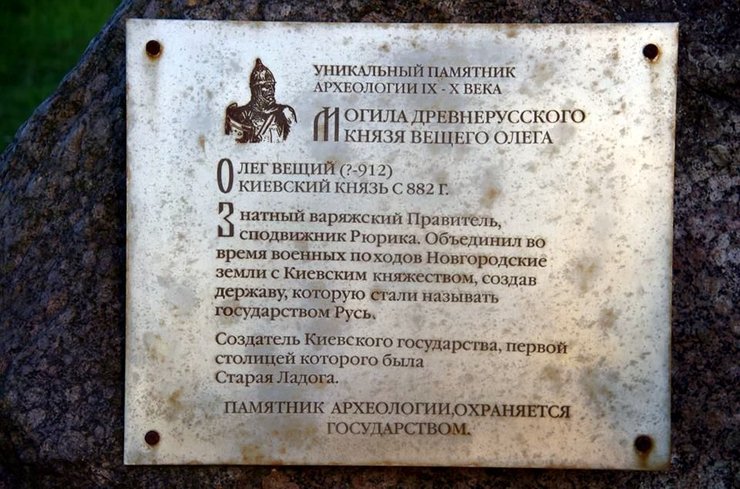 УНИКАЛЬНЫЙ ПАМЯТНИК
АРХЕОЛОГИИ IX - X ВЕКА
МОГИЛА ДРЕВНЕРУССКОГО
КНЯЗЯ ВЕЩЕГО ОЛЕГА
ОЛЕГ ВЕЩИЙ (?-912)
КИЕВСКИЙ КНЯЗЬ С 882 Г.
Знатный варяжский Правитель,
сподвижник Рюрика. Объединил во
время военных походов Новгородские
земли с Киевским княжеством, создав
державу, которую стали называть
государством Русь.
Создатель Киевского государства, первой
столицей которого была
Старая Ладога.
ПАМЯТНИК АРХЕОЛОГИИ,ОХРАНЯЕТСЯ
ГОСУДАРСТВОМ.